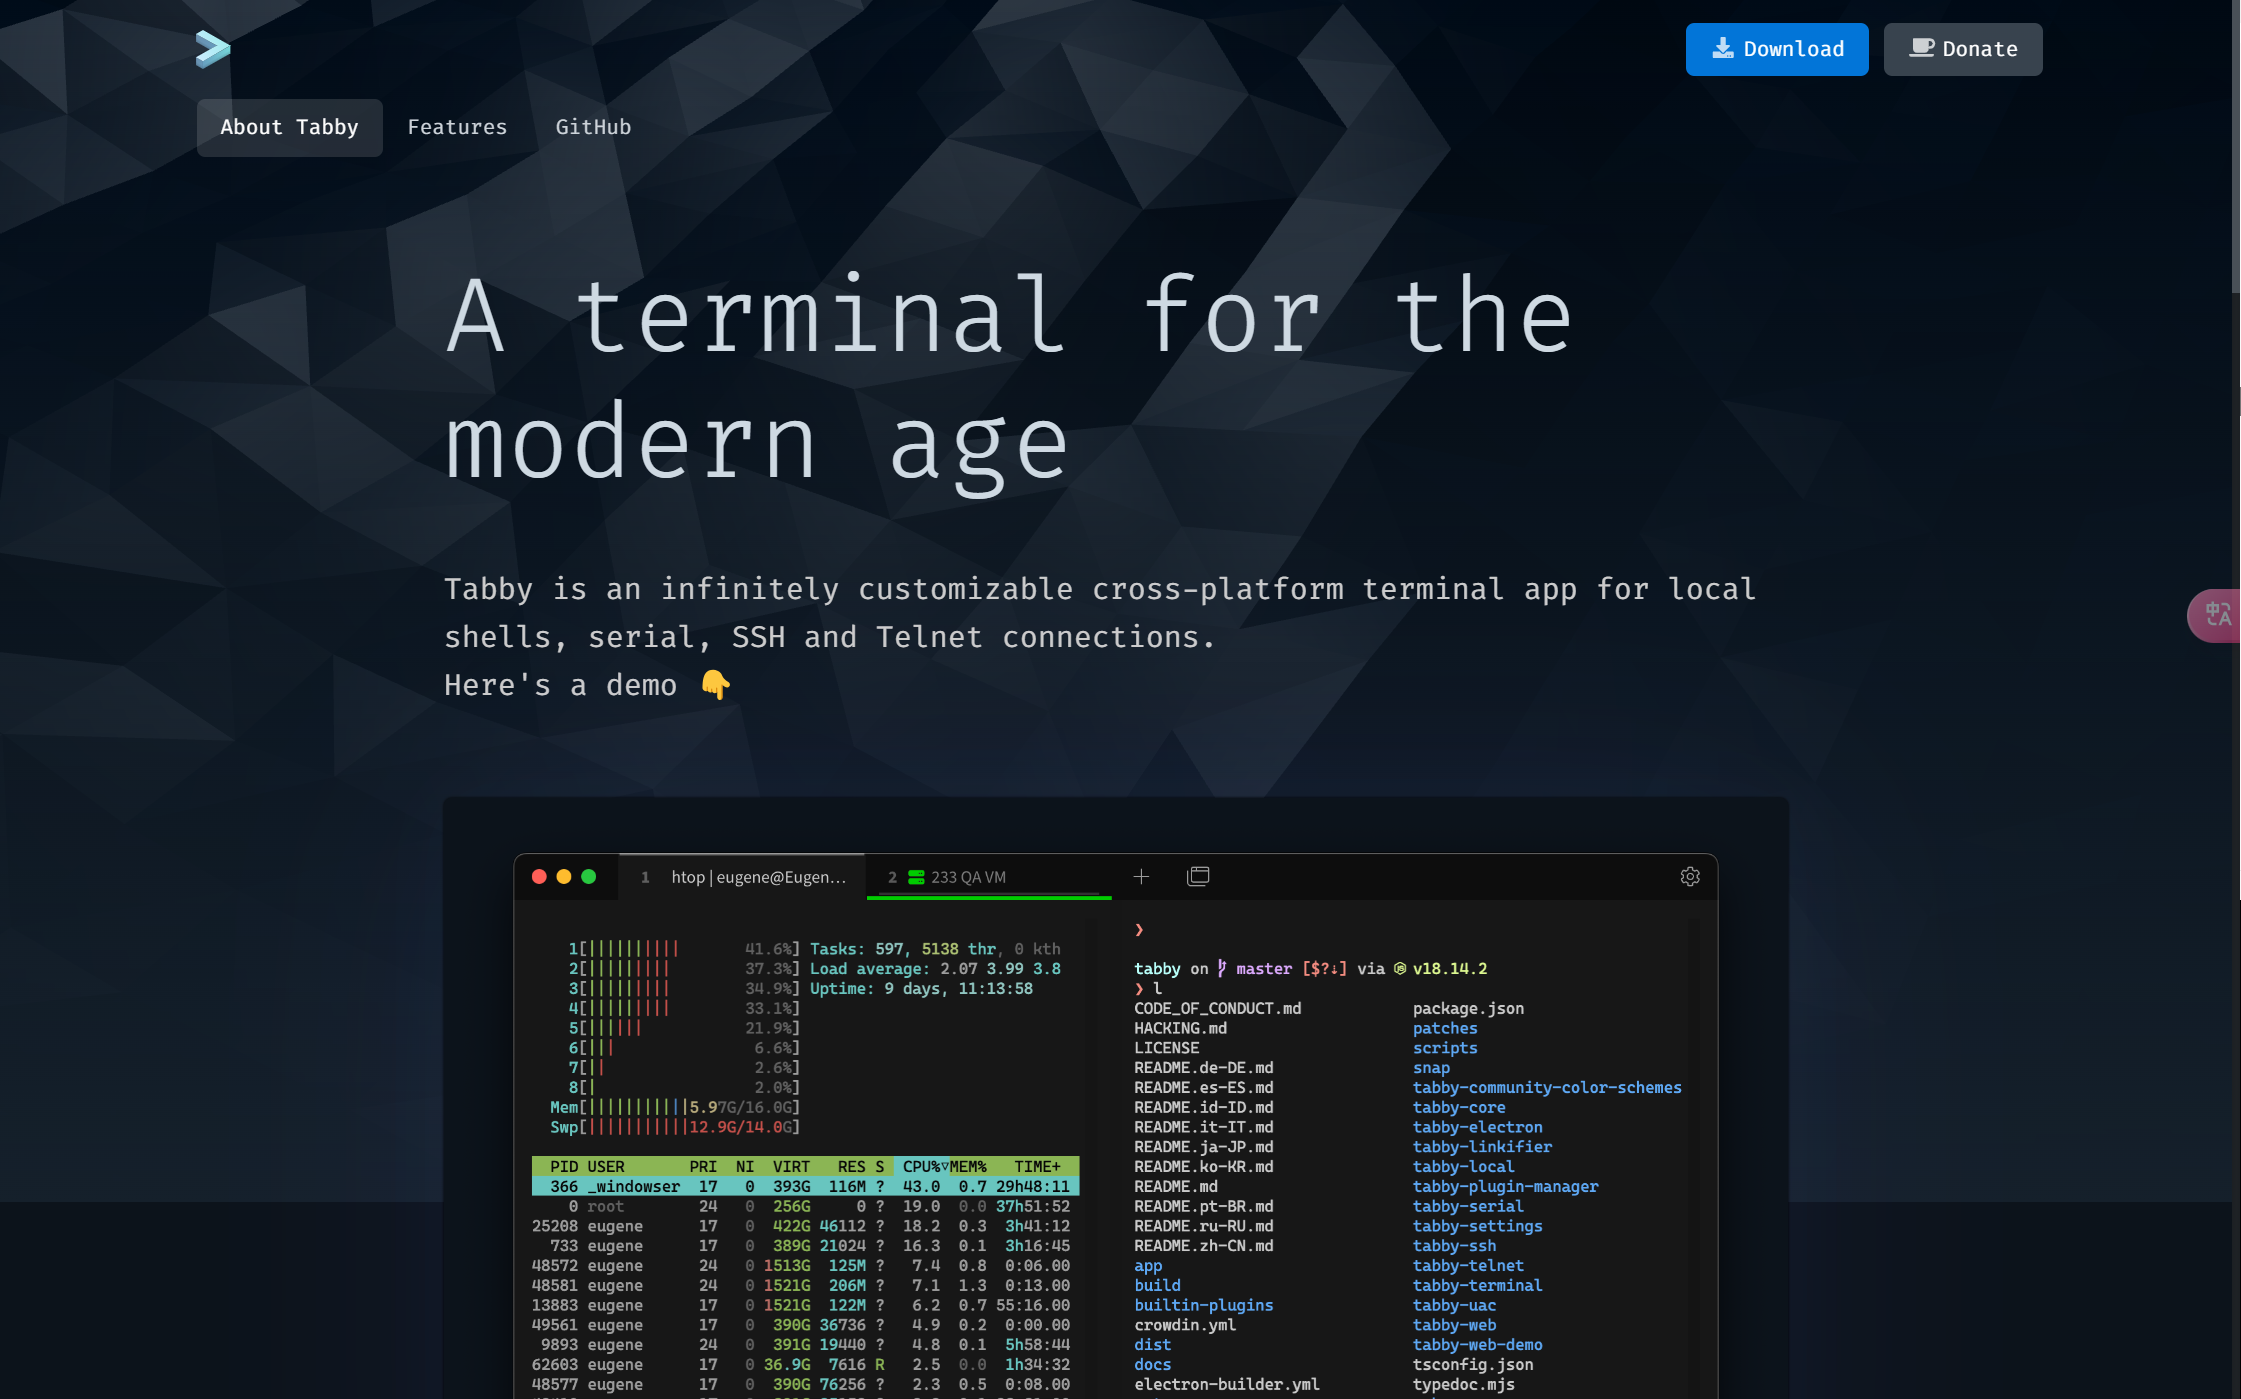 Download
Donate
About Tabby
Features
GitHub
A terminal for the
modern age
Tabby is an infinitely customizable cross-platform terminal app for local
shells, serial, SSH and Telnet connections.
Here's a demo 👇
1 htop | eugene@Eugen...
2 233 QA VM
1[|||||||||| 41.6%] Tasks: 597, 5138 thr, 0 kth
2[||||||||| 37.3%] Load average: 2.07 3.99 3.8
3[||||||||| 34.9%] Uptime: 9 days, 11:13:58
4[||||||||| 33.1%]
5[|||||| 21.9%]
6[||| 6.6%]
7[|| 2.6%]
8[| 2.0%]
Mem[|||||||||||5.97G/16.0G]
Swp[|||||||||||12.9G/14.0G]
PID USER PRI NI VIRT RES S CPU%▽MEM% TIME+
366 _windowser 17 0 393G 116M ? 43.0 0.7 29h48:11
0 root 24 0 256G 0 ? 19.0 0.0 37h51:52
25208 eugene 17 0 422G 46112 ? 18.2 0.3 3h41:12
733 eugene 17 0 389G 21024 ? 16.3 0.1 3h16:45
48572 eugene 24 0 1513G 125M ? 7.4 0.8 0:06.00
48581 eugene 24 0 1521G 206M ? 7.1 1.3 0:13.00
13883 eugene 17 0 1521G 122M ? 6.2 0.7 55:16.00
49561 eugene 17 0 390G 36736 ? 4.9 0.2 0:00.00
9893 eugene 24 0 391G 19440 ? 4.8 0.1 5h58:44
62603 eugene 17 0 36.9G 7616 R 2.5 0.0 1h34:32
48577 eugene 17 0 390G 76256 ? 2.3 0.5 0:08.00
❯
tabby on master [$?↓] via v18.14.2
❯ l
CODE_OF_CONDUCT.md package.json
HACKING.md patches
LICENSE scripts
README.de-DE.md snap
README.es-ES.md tabby-community-color-schemes
README.id-ID.md tabby-core
README.it-IT.md tabby-electron
README.ja-JP.md tabby-linkifier
README.ko-KR.md tabby-local
README.md tabby-plugin-manager
README.pt-BR.md tabby-serial
README.ru-RU.md tabby-settings
README.zh-CN.md tabby-ssh
app tabby-telnet
build tabby-terminal
builtin-plugins tabby-uac
crowdin.yml tabby-web
dist tabby-web-demo
docs tsconfig.json
electron-builder.yml typedoc.mjs
中A